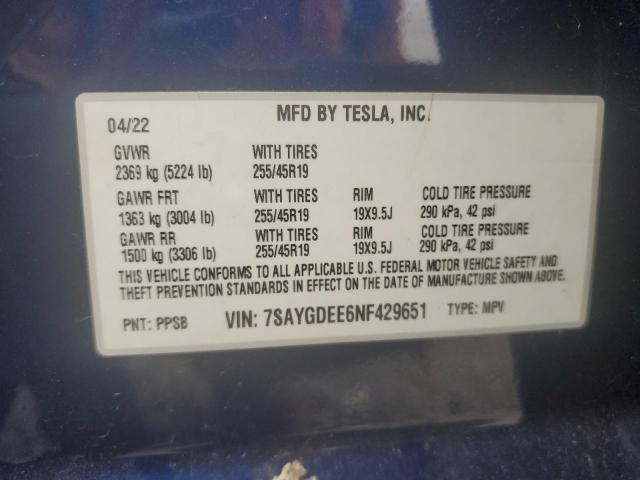 MFD BY TESLA, INC.
04/22
GVWR WITH TIRES
2369 kg (5224 lb) 255/45R19
GAWR FRT WITH TIRES RIM COLD TIRE PRESSURE
1363 kg (3004 lb) 255/45R19 19X9.5J 290 kPa, 42 psi
GAWR RR WITH TIRES RIM COLD TIRE PRESSURE
1500 kg (3306 lb) 255/45R19 19X9.5J 290 kPa, 42 psi
THIS VEHICLE CONFORMS TO ALL APPLICABLE U.S. FEDERAL MOTOR VEHICLE SAFETY AND
THEFT PREVENTION STANDARDS IN EFFECT ON THE DATE OF MANUFACTURE SHOWN ABOVE.
PNT: PPSB VIN: 7SAYGDEE6NF429651 TYPE: MPV